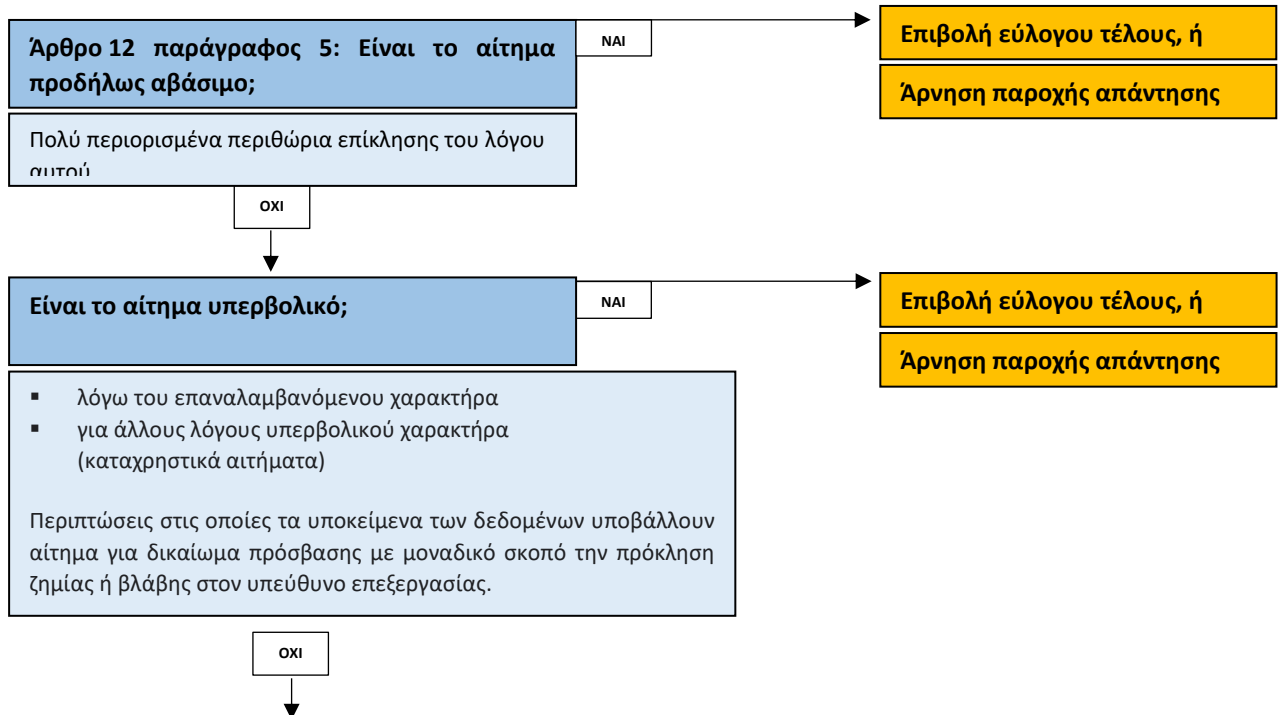 Άρθρο 12 παράγραφος 5: Είναι το αίτημα
προδήλως αβάσιμο;
ΝΑΙ
Επιβολή εύλογου τέλους, ή
Άρνηση παροχής απάντησης
Πολύ περιορισμένα περιθώρια επίκλησης του λόγου
αυτού
ΟΧΙ
Είναι το αίτημα υπερβολικό;
ΝΑΙ
Επιβολή εύλογου τέλους, ή
Άρνηση παροχής απάντησης
▪ λόγω του επαναλαμβανόμενου χαρακτήρα
▪ για άλλους λόγους υπερβολικού χαρακτήρα
(καταχρηστικά αιτήματα)
Περιπτώσεις στις οποίες τα υποκείμενα των δεδομένων υποβάλλουν
αίτημα για δικαίωμα πρόσβασης με μοναδικό σκοπό την πρόκληση
ζημίας ή βλάβης στον υπεύθυνο επεξεργασίας.
ΟΧΙ